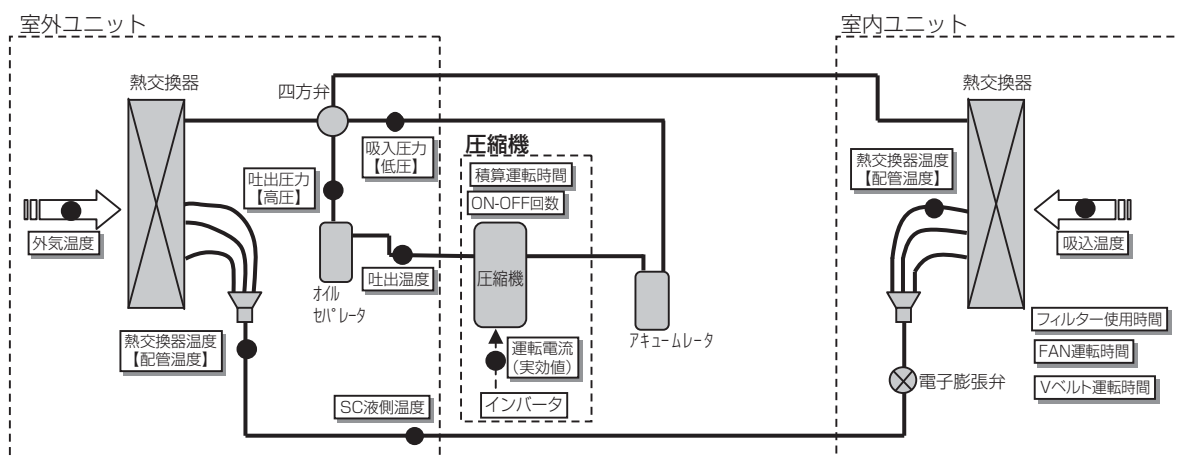 室外ユニット
室内ユニット
熱交換器
四方弁
熱交換器
吸入圧力
【低圧】
圧縮機
吐出圧力
【高圧】
積算運転時間
ON-OFF回数
熱交換器温度
【配管温度】
外気温度
吸込温度
吐出温度
圧縮機
オイル
セパレータ
アキュームレータ
フィルター使用時間
熱交換器温度
【配管温度】
運転電流
(実効値)
FAN運転時間
電子膨張弁
Vベルト運転時間
SC液側温度
インバータ